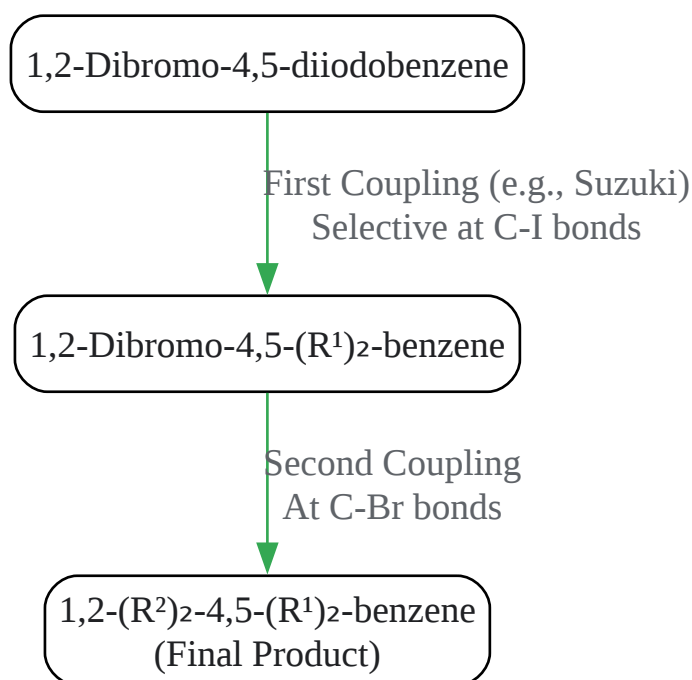 1,2-Dibromo-4,5-diiodobenzene
First Coupling (e.g., Suzuki)
Selective at C-I bonds
1,2-Dibromo-4,5-(R¹)₂-benzene
Second Coupling
At C-Br bonds
1,2-(R²)₂-4,5-(R¹)₂-benzene
(Final Product)